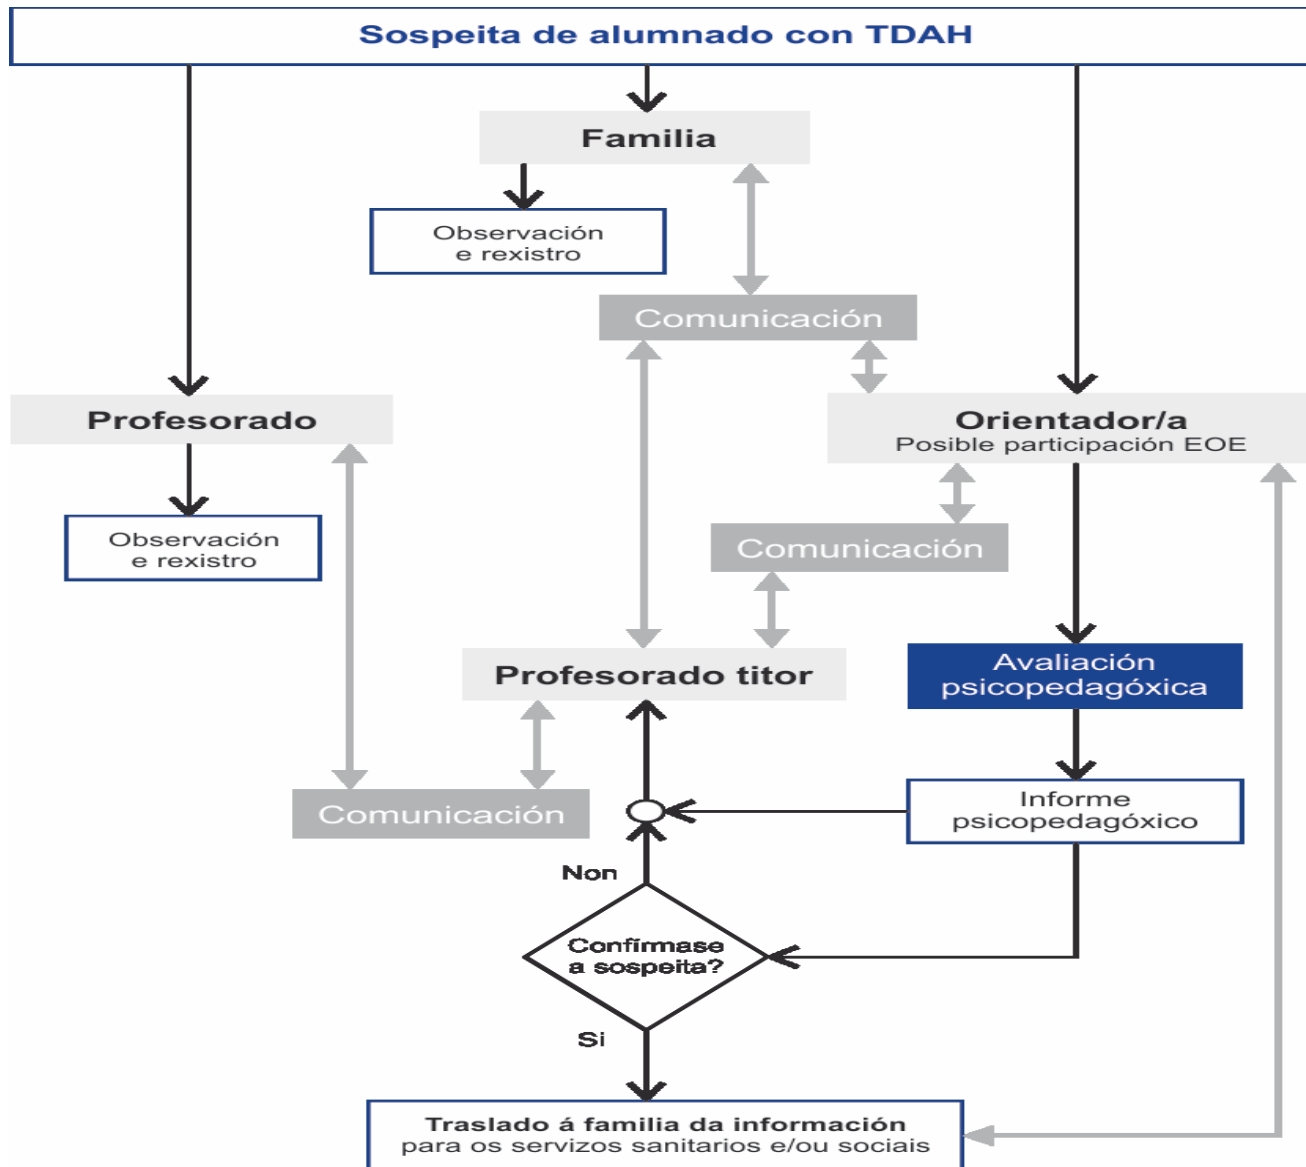 Sospeita de alumnado con TDAH
Familia
Observación
e rexistro
Comunicación
Profesorado
Orientador/a
Posible participación EOE
Observación
e rexistro
Comunicación
Profesorado titor
Avaliación
psicopedagóxica
Comunicación
Informe
psicopedagóxico
Non
Confírmase
a sospeita?
Si
Traslado á familia da información
para os servizos sanitarios e/ou sociais